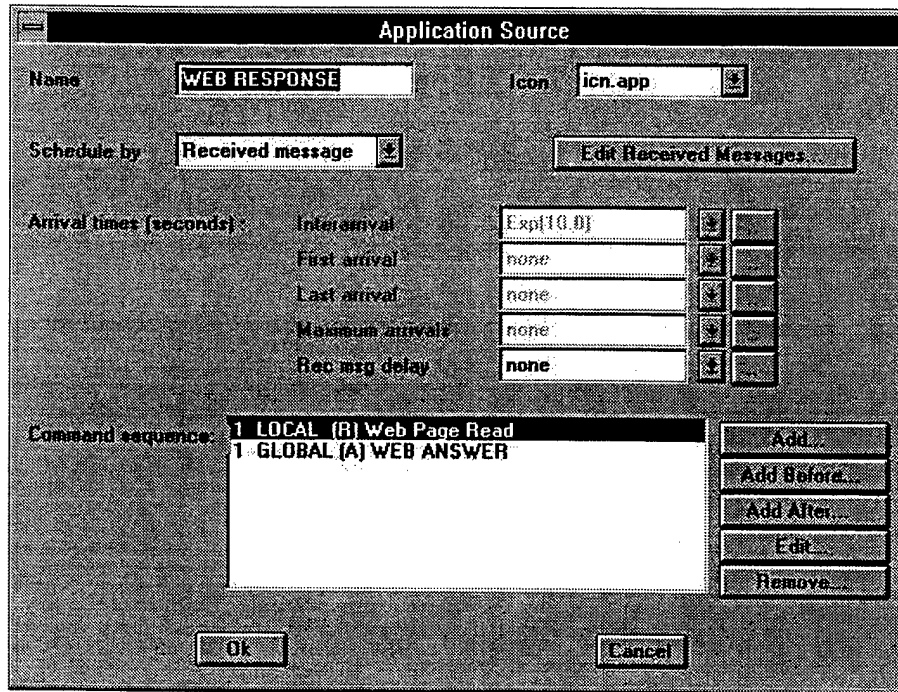 Application Source
Name WEB RESPONSE Icon icn.app
Schedule by Received message Edit Received Messages...
Arrival times (seconds) : Interarrival Exp(10.0) ...
First arrival none ...
Last arrival none ...
Maximum arrivals none ...
Rec msg delay none ...
Command sequence: 1 LOCAL (R) Web Page Read Add...
1 GLOBAL (A) WEB ANSWER Add Before...
Add After...
Edit...
Remove...
Ok Cancel